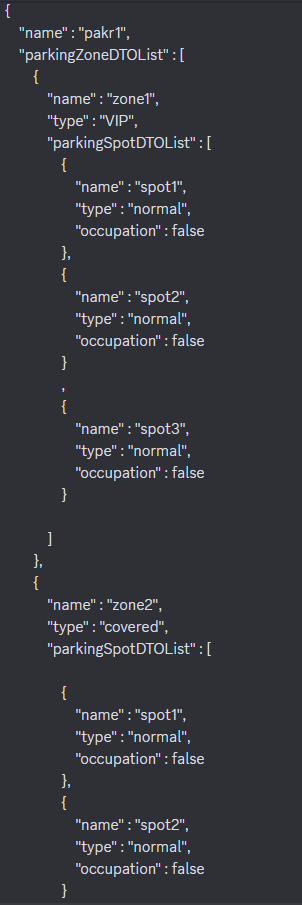 {
"name" : "pakr1",
"parkingZoneDTOList" : [
{
"name" : "zone1",
"type" : "VIP",
"parkingSpotDTOList" : [
{
"name" : "spot1",
"type" : "normal",
"occupation" : false
},
{
"name" : "spot2",
"type" : "normal",
"occupation" : false
}
,
{
"name" : "spot3",
"type" : "normal",
"occupation" : false
}
]
},
{
"name" : "zone2",
"type" : "covered",
"parkingSpotDTOList" : [
{
"name" : "spot1",
"type" : "normal",
"occupation" : false
},
{
"name" : "spot2",
"type" : "normal",
"occupation" : false
}